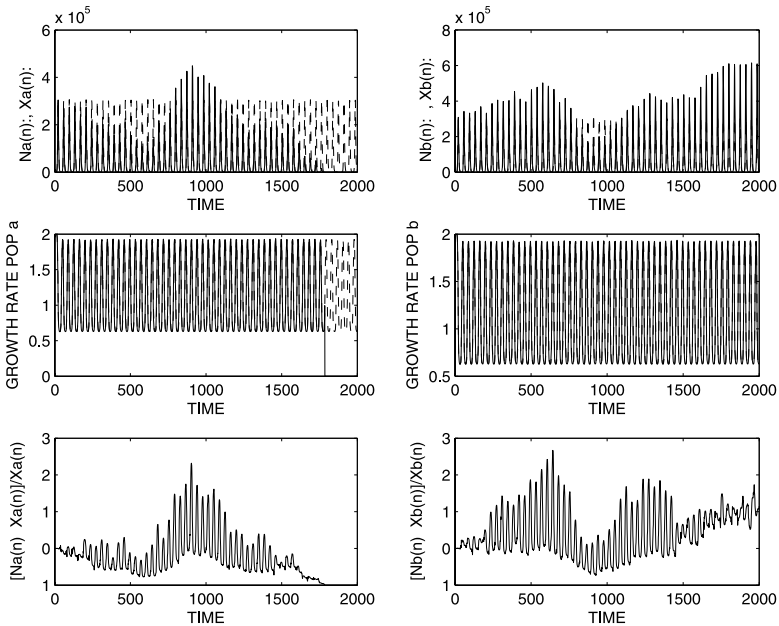 x 10^5
Na(n):, Xa(n):
6
4
2
0
0 500 1000 1500 2000
TIME
x 10^5
Nb(n): , Xb(n):
8
6
4
2
0
0 500 1000 1500 2000
TIME
GROWTH RATE POP a
2
1.5
1
0.5
0
0 500 1000 1500 2000
TIME
GROWTH RATE POP b
2
1.5
1
0.5
0 500 1000 1500 2000
TIME
[Na(n) Xa(n)]/Xa(n)
3
2
1
0
1
0 500 1000 1500 2000
TIME
[Nb(n) Xb(n)]/Xb(n)
3
2
1
0
1
0 500 1000 1500 2000
TIME